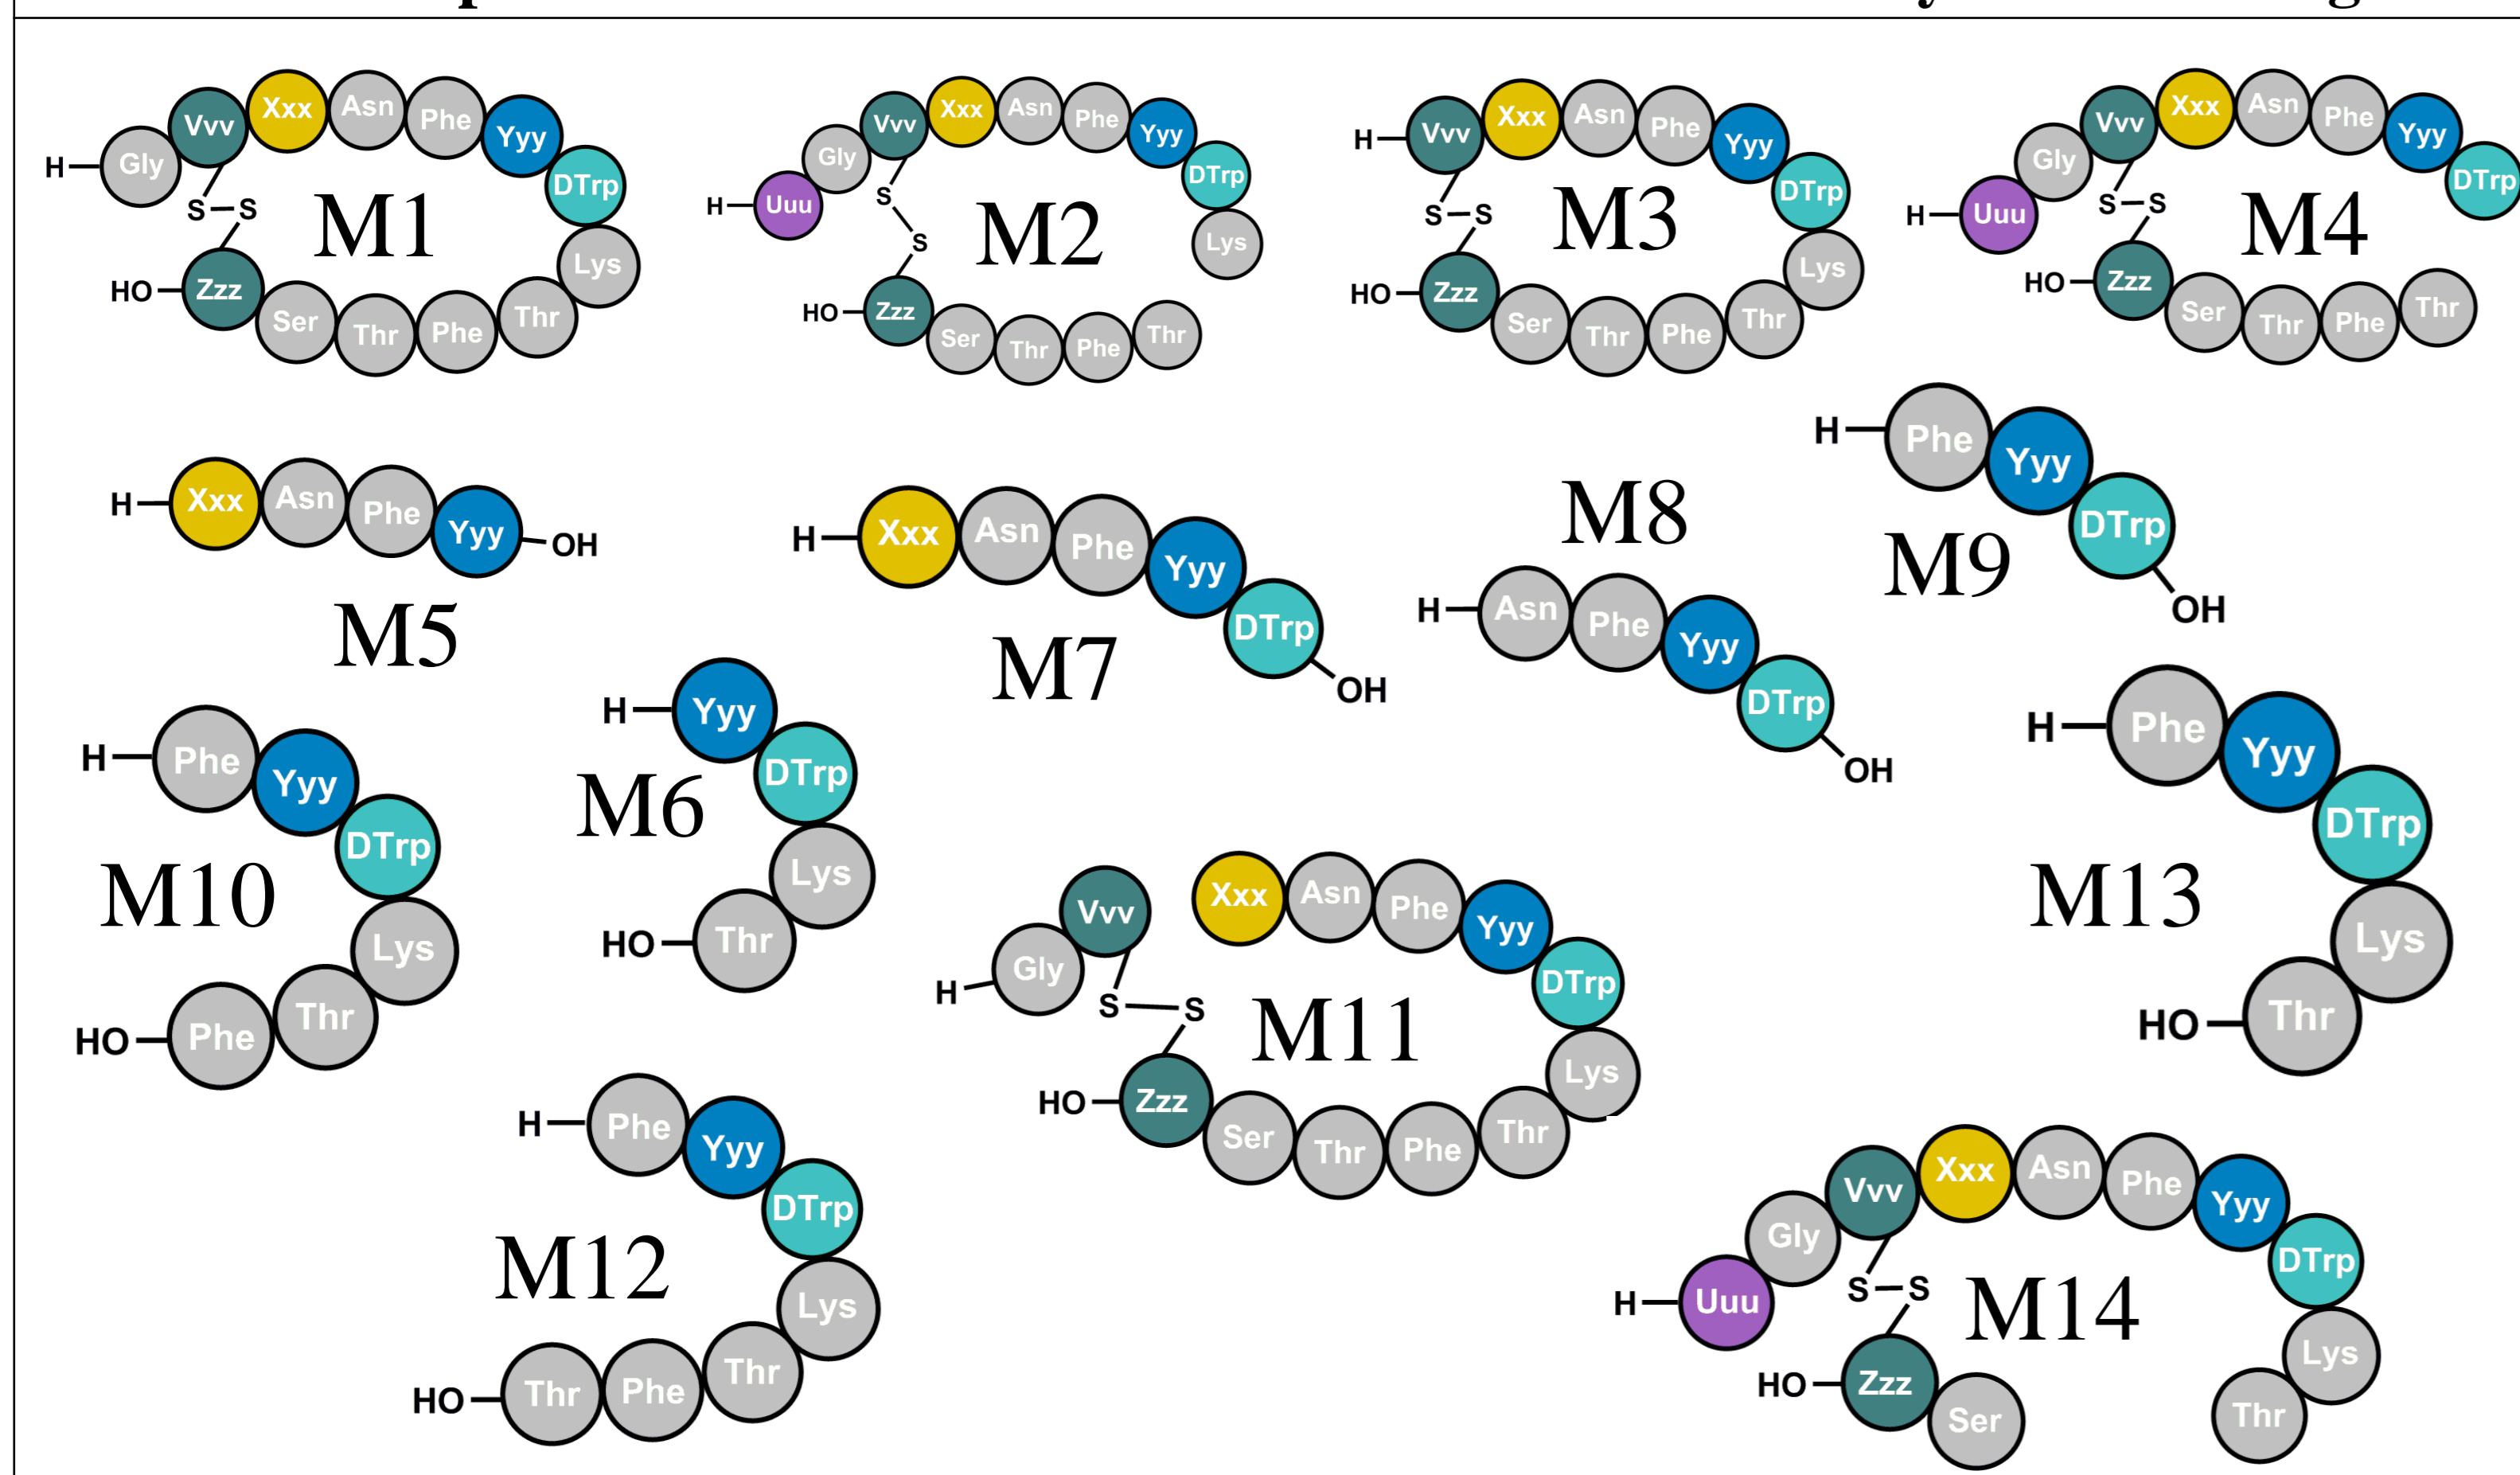 H Gly Vvv Xxx Asn Phe Yyy DTrp Lys Thr Phe Thr Ser Zzz HO
S S
M1
H Uuu Gly Vvv Xxx Asn Phe Yyy DTrp Lys
S S
HO Zzz Ser Thr Phe Thr
M2
H Vvv Xxx Asn Phe Yyy DTrp Lys Thr Phe Thr Ser Zzz HO
S S
M3
H Uuu Gly Vvv Xxx Asn Phe Yyy DTrp
S S
HO Zzz Ser Thr Phe Thr
M4
H Xxx Asn Phe Yyy OH
M5
H Xxx Asn Phe Yyy DTrp OH
M7
M8
H Asn Phe Yyy DTrp OH
H Phe Yyy DTrp OH
M9
H Phe Yyy DTrp Lys Thr Phe HO
M10
H Yyy DTrp Lys Thr HO
M6
H Gly Vvv
S S
Xxx Asn Phe Yyy DTrp Lys Thr Phe Thr Ser Zzz HO
M11
H Phe Yyy DTrp Lys Thr HO
M13
H Phe Yyy DTrp Lys Thr Phe Thr HO
M12
H Uuu Gly Vvv Xxx Asn Phe Yyy DTrp Lys Thr
S S
HO Zzz Ser
M14